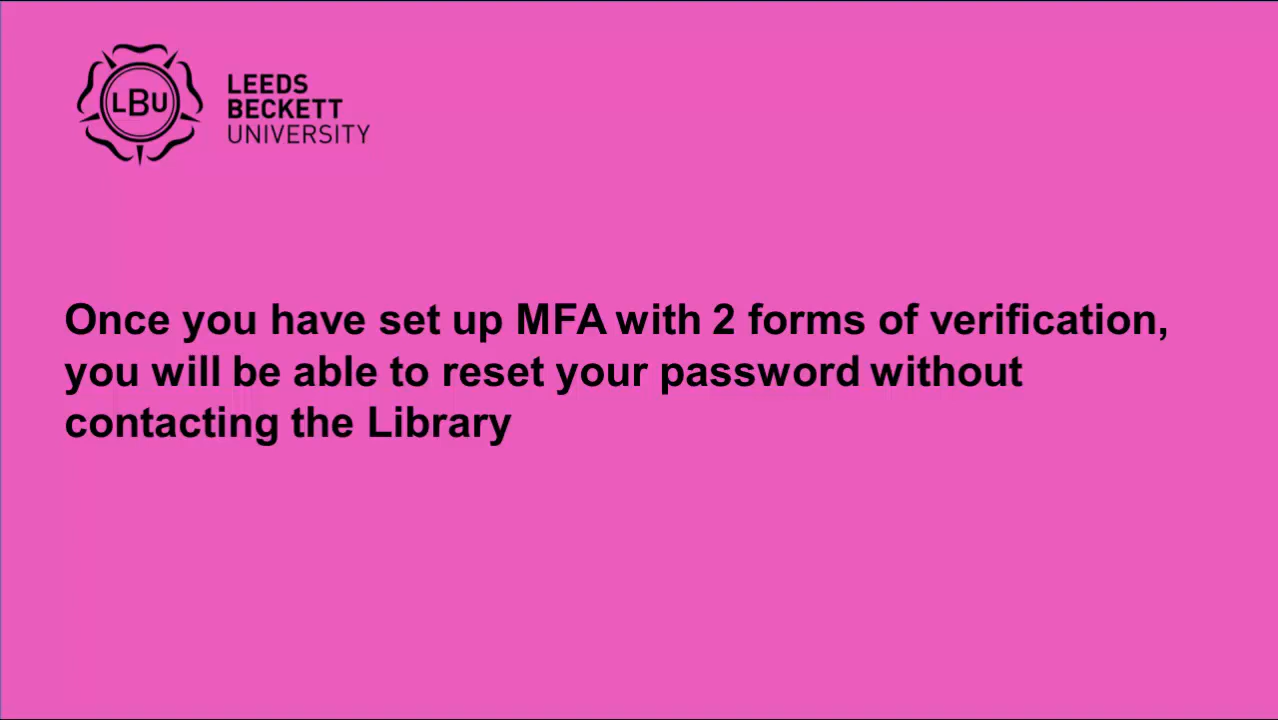 LBU
LEEDS
BECKETT
UNIVERSITY
Once you have set up MFA with 2 forms of verification,
you will be able to reset your password without
contacting the Library